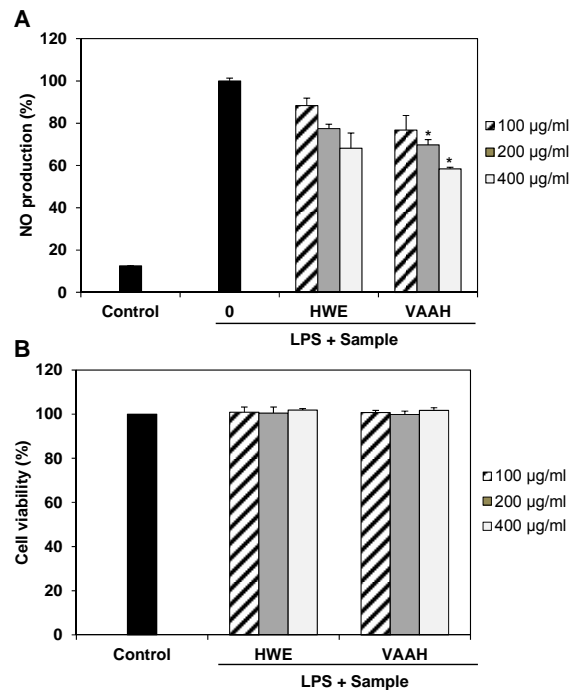 A
NO production (%)
120
100
80
60
40
20
0
* *
Control 0 HWE VAAH
LPS + Sample
100 µg/ml
200 µg/ml
400 µg/ml
B
Cell viability (%)
120
100
80
60
40
20
0
Control HWE VAAH
LPS + Sample
100 µg/ml
200 µg/ml
400 µg/ml